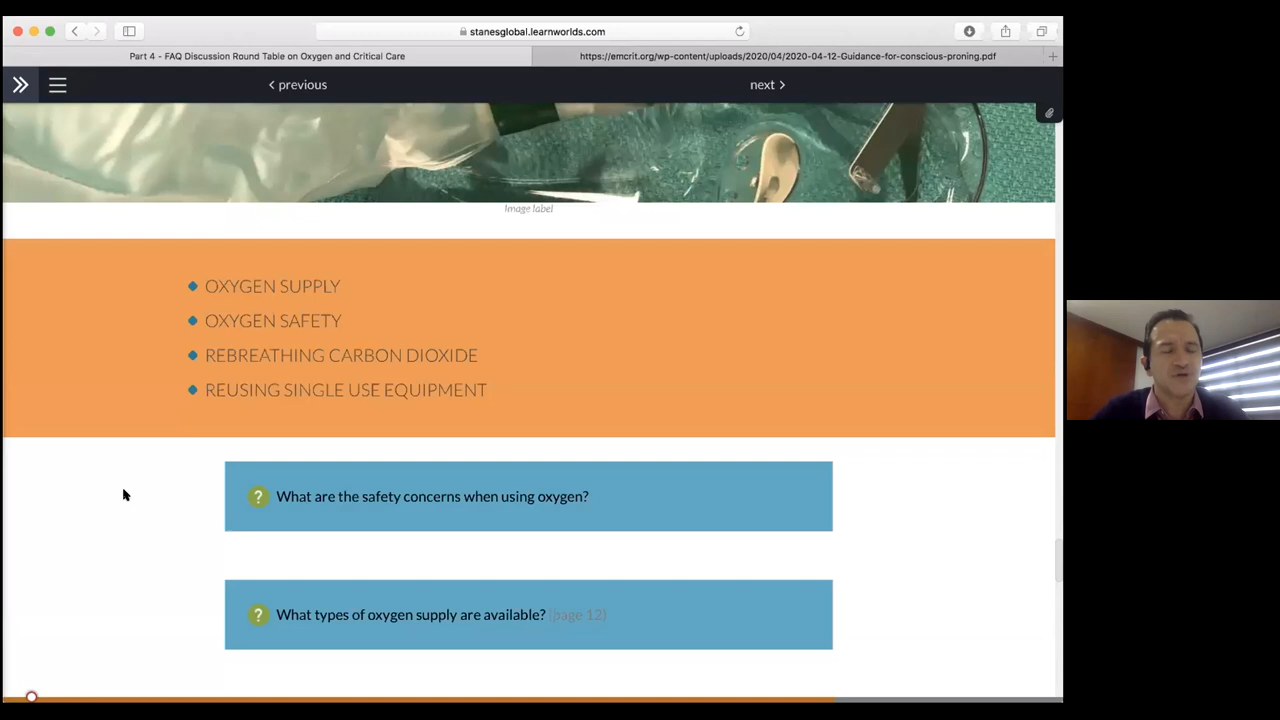 stanesglobal.learnworlds.com
Part 4 - FAQ Discussion Round Table on Oxygen and Critical Care
https://emcrit.org/wp-content/uploads/2020/04/2020-04-12-Guidance-for-conscious-proning.pdf
previous
next
Image label
OXYGEN SUPPLY
OXYGEN SAFETY
REBREATHING CARBON DIOXIDE
REUSING SINGLE USE EQUIPMENT
? What are the safety concerns when using oxygen?
? What types of oxygen supply are available? (page 12)